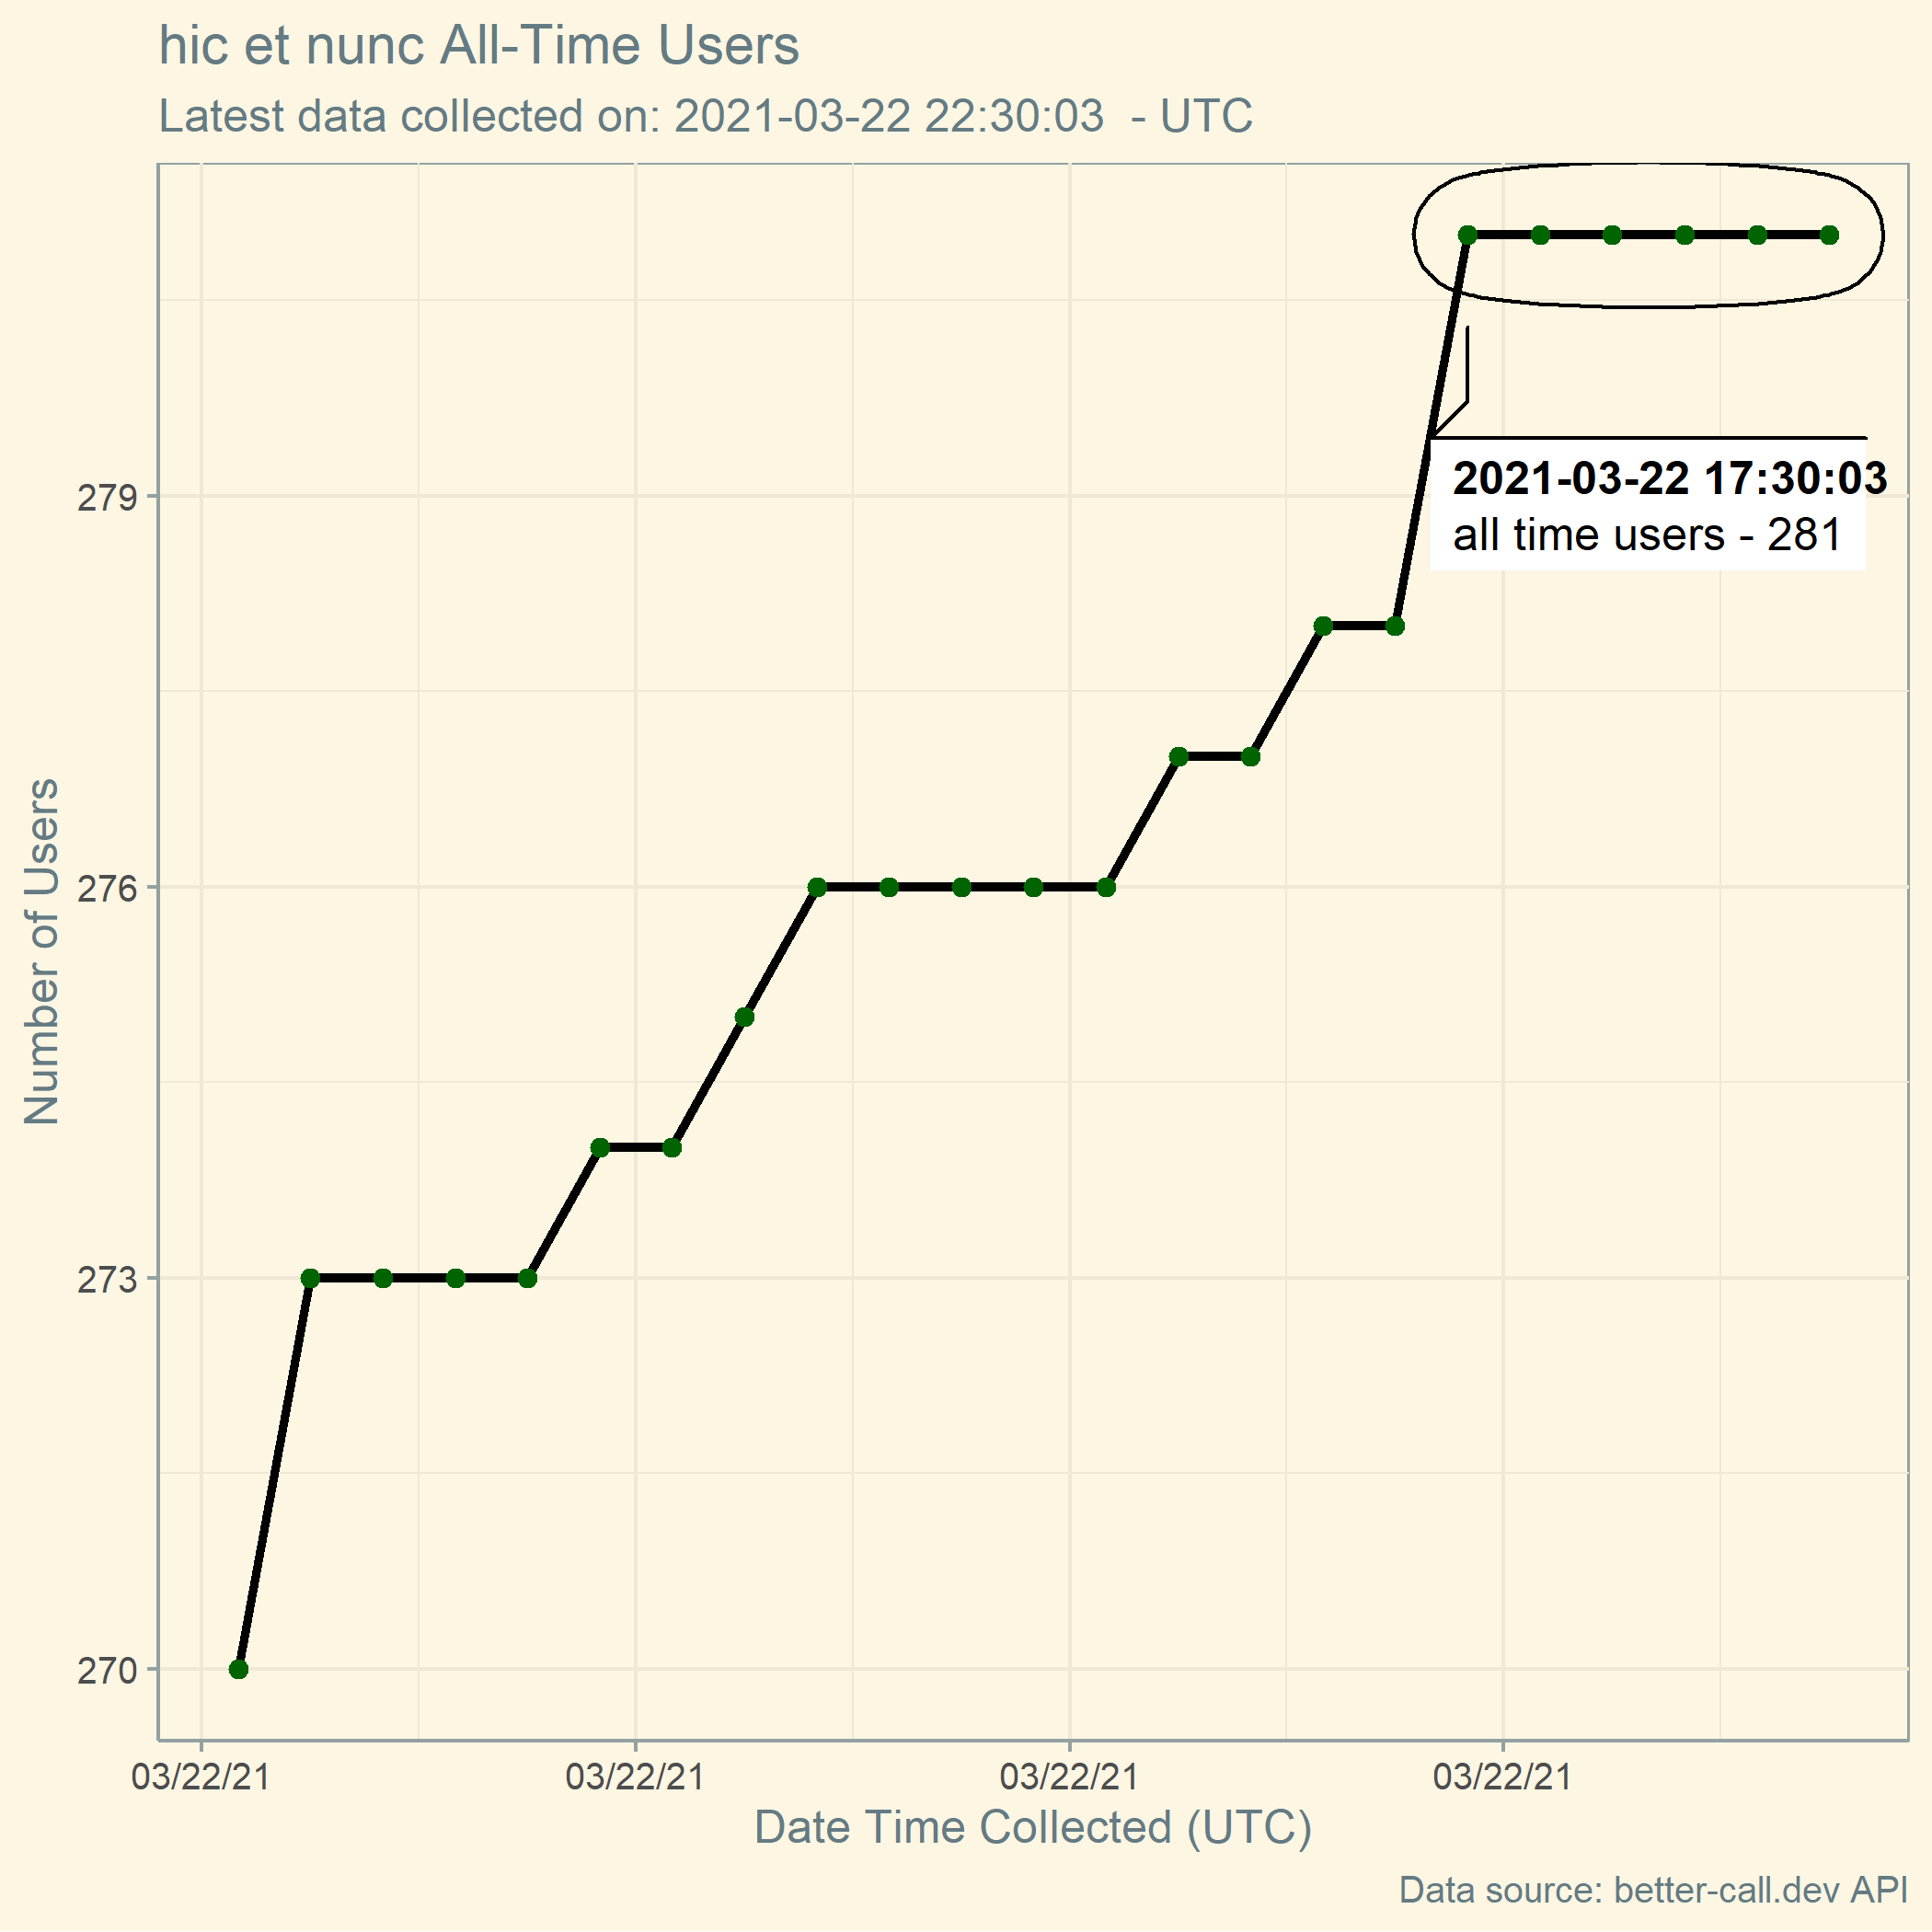 hic et nunc All-Time Users
Latest data collected on: 2021-03-22 22:30:03  - UTC
2021-03-22 17:30:03
all time users - 281
279
276
273
270
Number of Users
03/22/21 03/22/21 03/22/21 03/22/21
Date Time Collected (UTC)
Data source: better-call.dev API